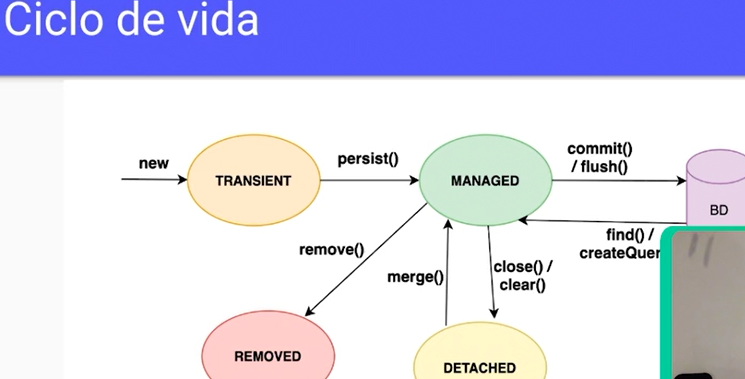 Ciclo de vida
new
TRANSIENT
persist()
MANAGED
commit()
/ flush()
BD
find() /
createQuer
remove()
merge()
close() /
clear()
REMOVED
DETACHED